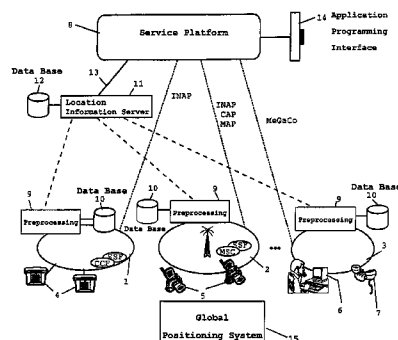 8
Service Platform
14
Application
Programming
Interface
Data Base
12
13
11
Location
Information Server
INAP
INAP
CAP
MAP
MeGaCo
9
Preprocessing
Data Base
10
10
Data Base
9
Preprocessing
9
Preprocessing
Data Base
10
SSF
CCF
1
4
SSF
MSC
2
5
3
6
7
Global
Positioning System
15